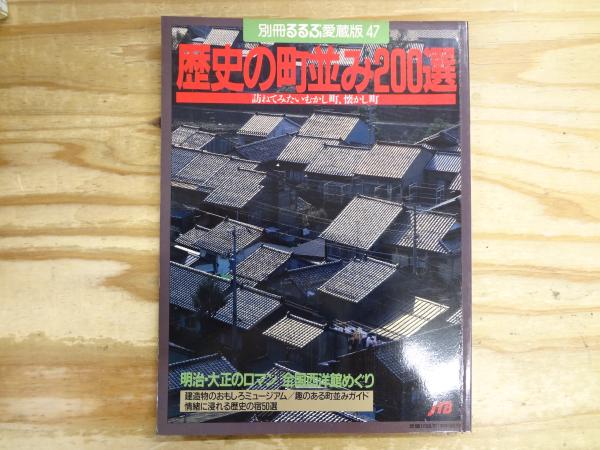 別冊るるぶ愛蔵版 47
歴史の町並み200選
訪ねてみたいむかし町、懐かし町
明治・大正のロマン 全国西洋館めぐり
建造物のおもしろミュージアム/趣のある町並みガイド
情緒に浸れる歴史の宿50選
JTB